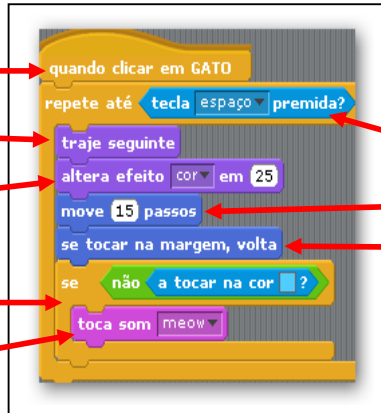 quando clicar em GATO
repete até tecla espaço premida?
traje seguinte
altera efeito cor em 25
move 15 passos
se tocar na margem, volta
se não a tocar na cor ?
toca som meow